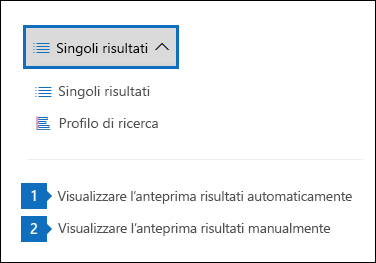 Singoli risultati
Singoli risultati
Profilo di ricerca
1 Visualizzare l'anteprima risultati automaticamente
2 Visualizzare l'anteprima risultati manualmente